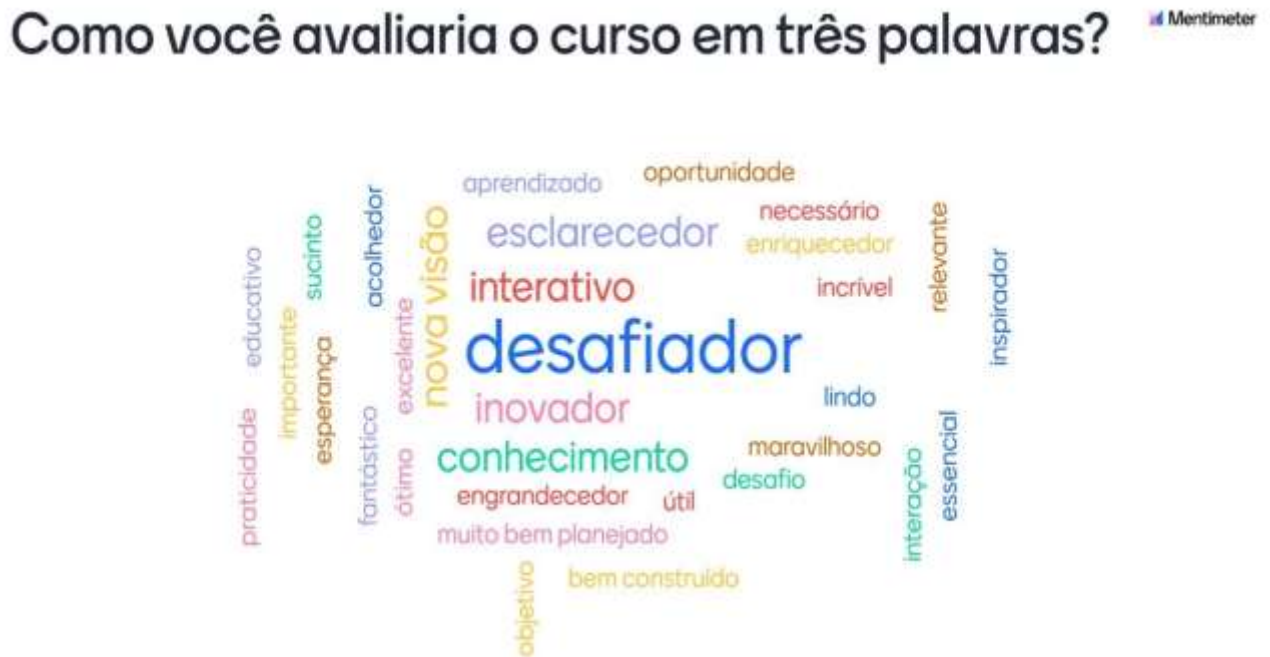 Como você avaliaria o curso em três palavras?
Mentimeter
aprendizado
oportunidade
esclarecedor
necessário
enriquecedor
interativo
incrível
desafiador
inovador
lindo
conhecimento
maravilhoso
desafio
engrandecedor
útil
muito bem planejado
bem construído
objetivo
nova visão
excelente
ótimo
acolhedor
fantástico
sucinto
esperança
importante
educativo
praticidade
relevante
inspirador
essencial
interação